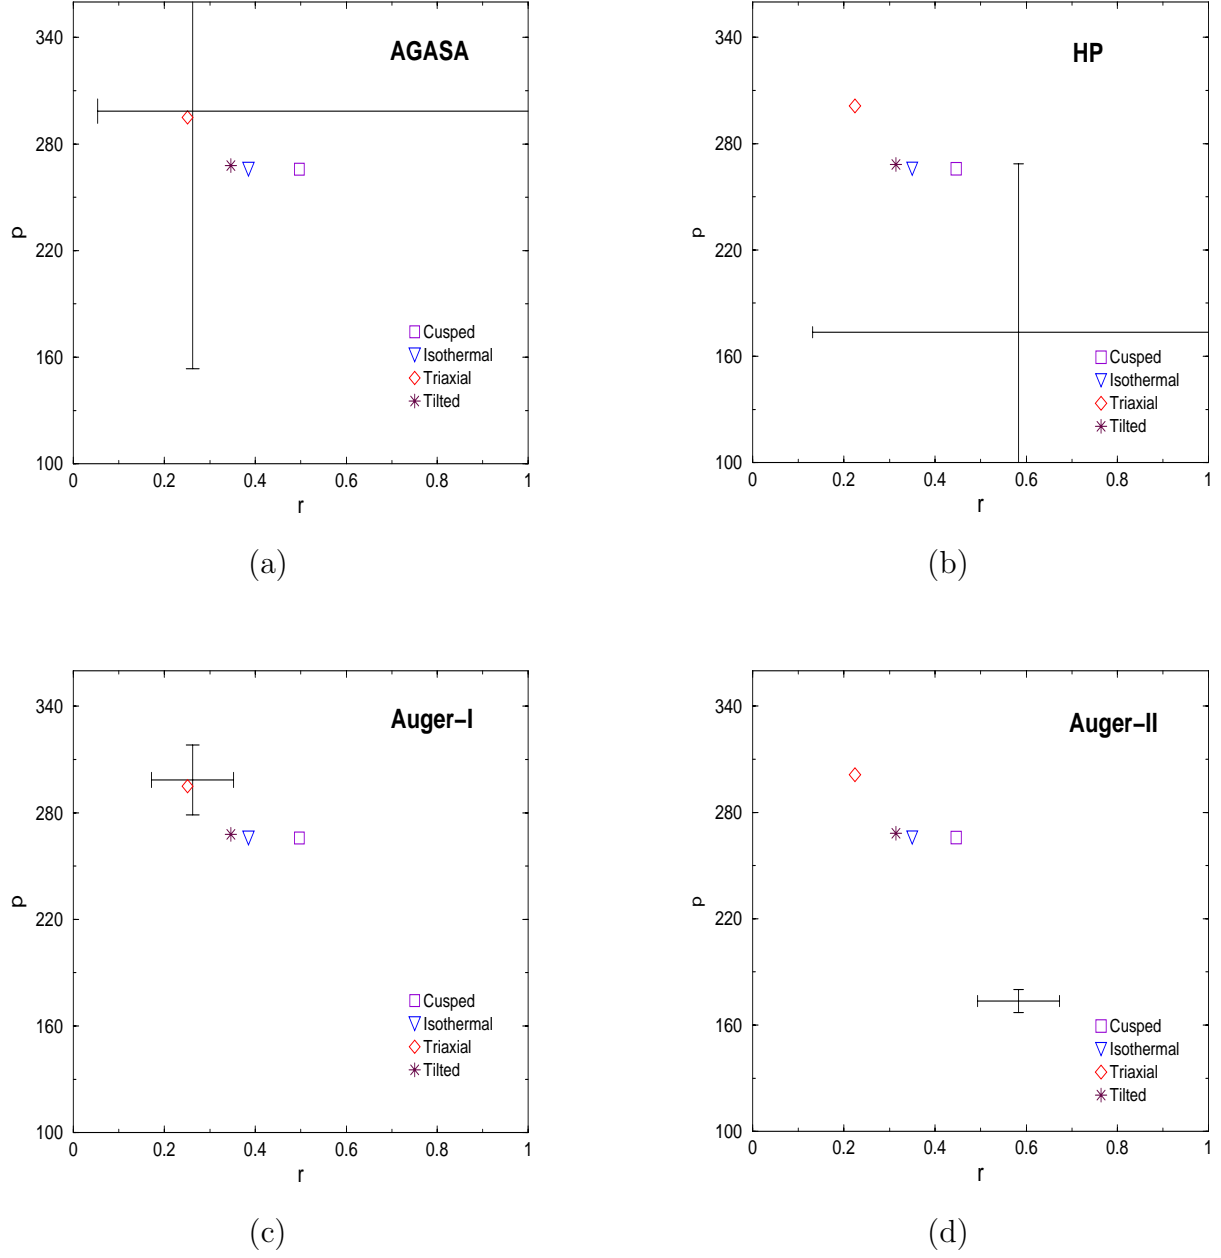 AGASA
340
280
220
160
100
p
Cusped
Isothermal
Triaxial
Tilted
0 0.2 0.4 0.6 0.8 1
r
(a)
HP
340
280
220
160
100
p
Cusped
Isothermal
Triaxial
Tilted
0 0.2 0.4 0.6 0.8 1
r
(b)
Auger−I
340
280
220
160
100
p
Cusped
Isothermal
Triaxial
Tilted
0 0.2 0.4 0.6 0.8 1
r
(c)
Auger−II
340
280
220
160
100
p
Cusped
Isothermal
Triaxial
Tilted
0 0.2 0.4 0.6 0.8 1
r
(d)